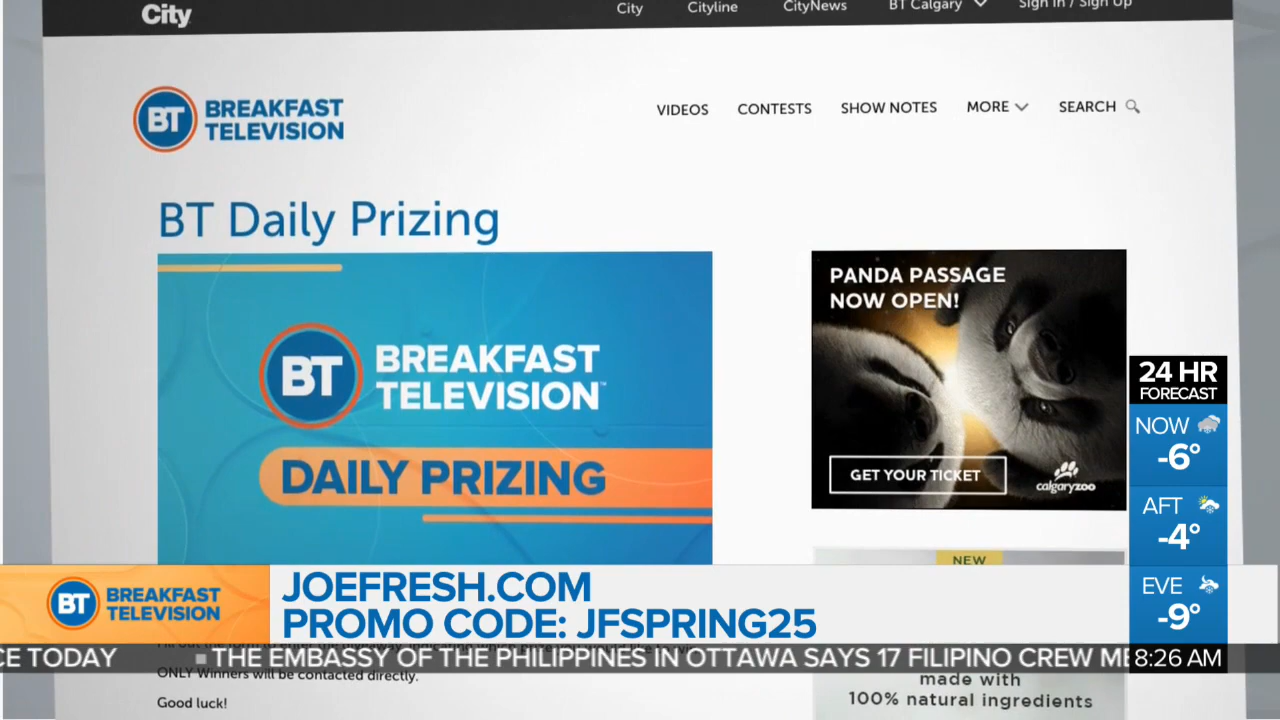 City
City Cityline CityNews BT Calgary Sign In / Sign Up
BT BREAKFAST TELEVISION
VIDEOS CONTESTS SHOW NOTES MORE SEARCH
BT Daily Prizing
BT BREAKFAST
TELEVISION™
DAILY PRIZING
PANDA PASSAGE
NOW OPEN!
GET YOUR TICKET
calgaryzoo
24 HR
FORECAST
NOW
-6°
AFT
-4°
EVE
-9°
NEW
BT BREAKFAST
TELEVISION
JOEFRESH.COM
PROMO CODE: JFSPRING25
CE TODAY ▪ THE EMBASSY OF THE PHILIPPINES IN OTTAWA SAYS 17 FILIPINO CREW ME
8:26 AM
ONLY Winners will be contacted directly.
Good luck!
made with
100% natural ingredients